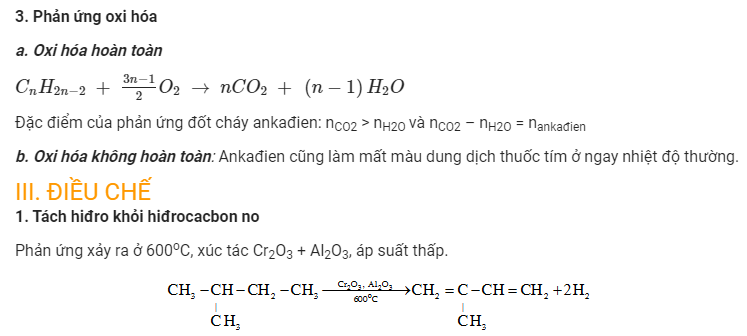 3. Phản ứng oxi hóa
a. Oxi hóa hoàn toàn
CₙH₂ₙ₋₂ + (3n−1)/2 O₂ → nCO₂ + (n − 1) H₂O
Đặc điểm của phản ứng đốt cháy ankađien: nCO2 > nH2O và nCO2 – nH2O = nankađien
b. Oxi hóa không hoàn toàn: Ankađien cũng làm mất màu dung dịch thuốc tím ở ngay nhiệt độ thường.
III. ĐIỀU CHẾ
1. Tách hiđro khỏi hiđrocacbon no
Phản ứng xảy ra ở 600⁰C, xúc tác Cr₂O₃ + Al₂O₃, áp suất thấp.
CH₃ –CH–CH₂ –CH₃ Cr₂O₃, Al₂O₃ 600⁰C → CH₂ =C –CH=CH₂ +2H₂
CH₃ CH₃